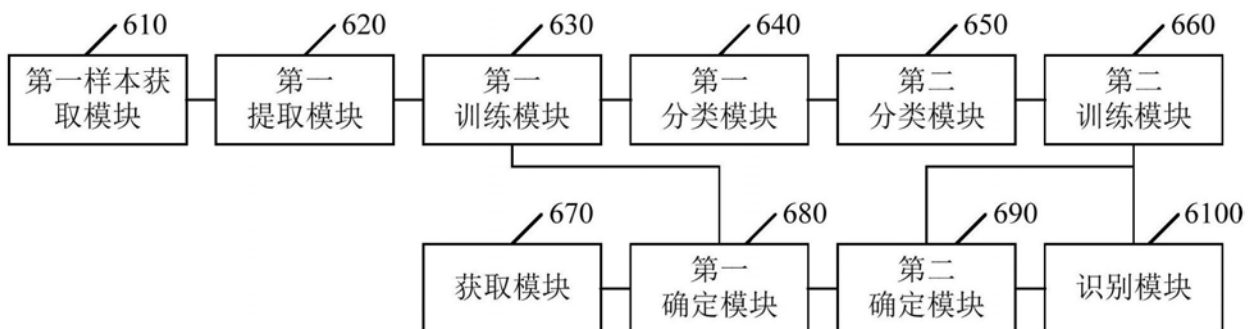 610
620
630
640
650
660
第一样本获
取模块
第一
提取模块
第一
训练模块
第一
分类模块
第二
分类模块
第二
训练模块
670
680
690
6100
获取模块
第一
确定模块
第二
确定模块
识别模块